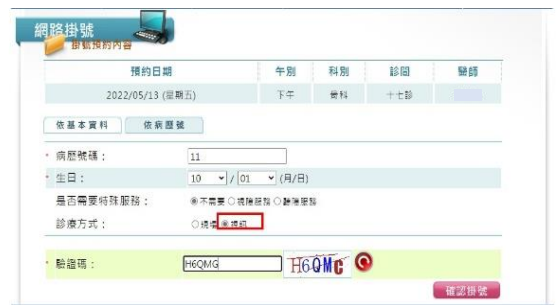 網路掛號
掛號預約內容
預約日期 午別 科別 診間 醫師
2022/05/13 (星期五) 下午 骨科 十七診
依基本資料 依病歷號
* 病歷號碼： 11
* 生日： 10 / 01 (月/日)
是否需要特殊服務： 不需要 視障服務 聽障服務
診療方式： 現場 視訊
* 驗證碼： H6QMG H6QMG
確認掛號